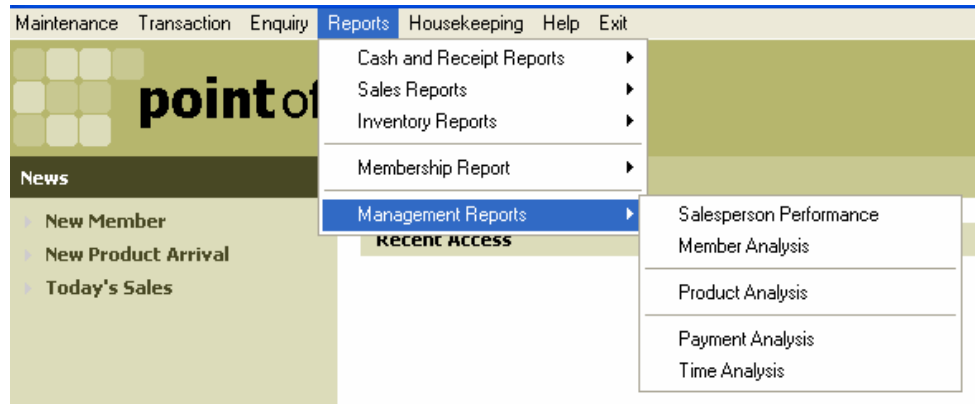 Maintenance Transaction Enquiry Reports Housekeeping Help Exit
Cash and Receipt Reports
Sales Reports
Inventory Reports
Membership Report
Management Reports
Salesperson Performance
Member Analysis
Product Analysis
Payment Analysis
Time Analysis
point of
News
New Member
New Product Arrival
Today's Sales
Recent Access